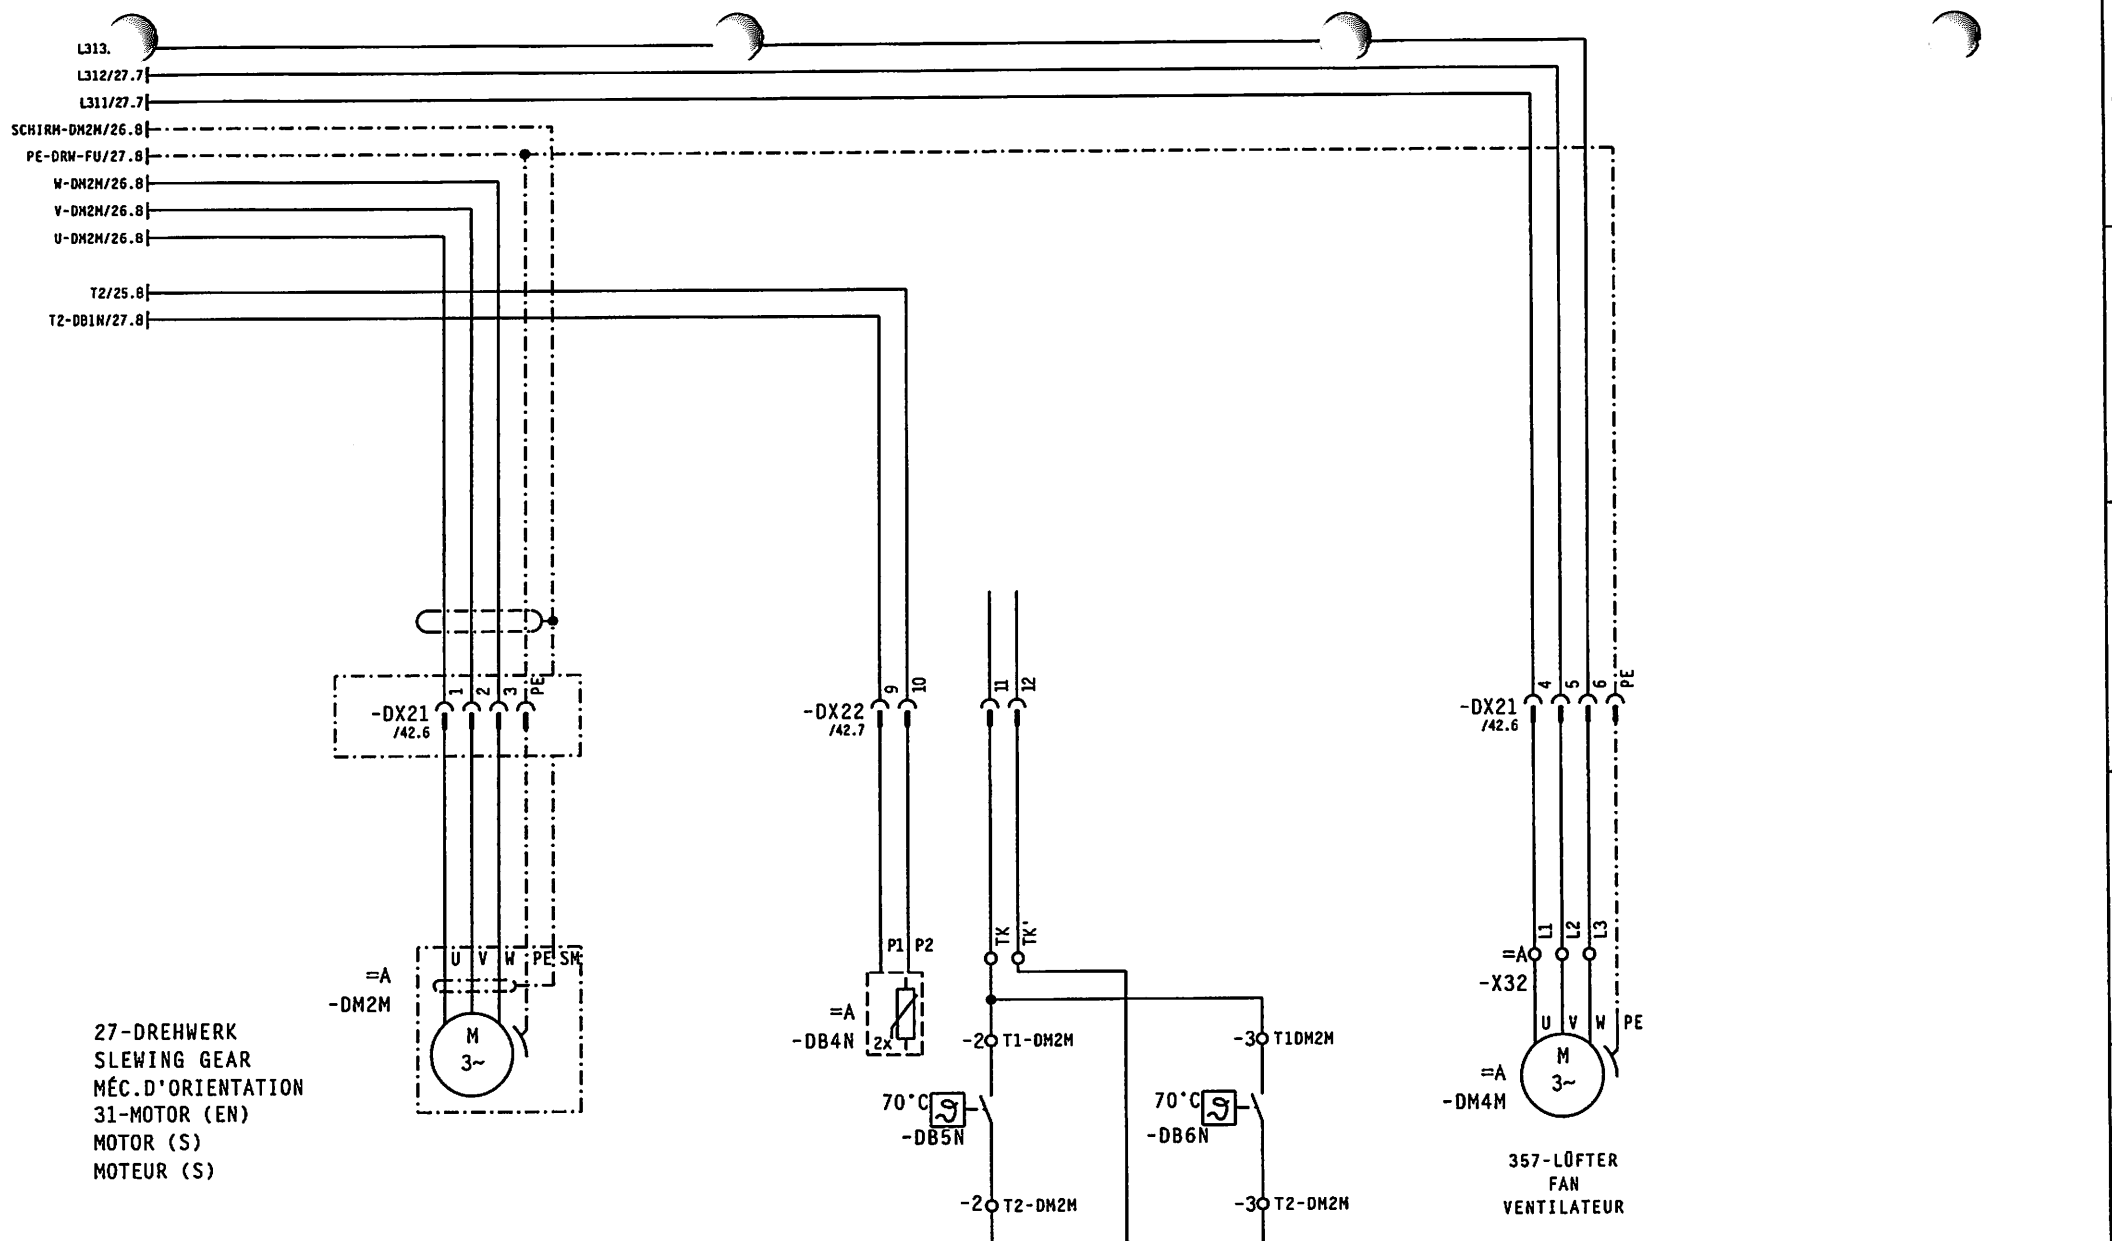 L313.
L312/27.7
L311/27.7
SCHIRM-DM2M/26.8
PE-DRW-FU/27.8
W-DM2M/26.8
V-DM2M/26.8
U-DM2M/26.8
T2/25.8
T2-DB1N/27.8
1 2 3 PE
-DX21
/42.6
9 10
-DX22
/42.7
11 12
4 5 6 PE
-DX21
/42.6
U V W PE SM
=A
-DM2M
M
3~
27-DREHWERK
SLEWING GEAR
MÉC.D'ORIENTATION
31-MOTOR (EN)
MOTOR (S)
MOTEUR (S)
P1 P2
=A
-DB4N
2x
TK TK'
-2 T1-DM2M
-3 T1DM2M
70°C
-DB5N
70°C
-DB6N
-2 T2-DM2M
-3 T2-DM2M
L1 L2 L3
=A
-X32
U V W PE
=A
-DM4M
M
3~
357-LÜFTER
FAN
VENTILATEUR